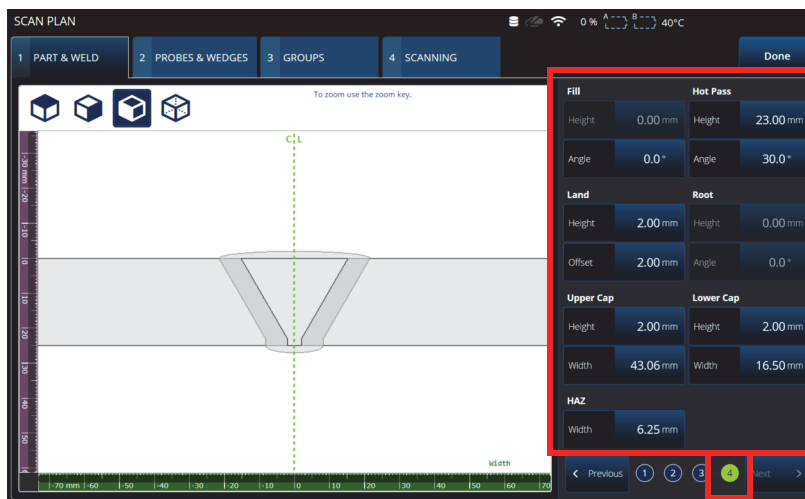 SCAN PLAN
0 % A B 40°C
1 PART & WELD
2 PROBES & WEDGES
3 GROUPS
4 SCANNING
Done
To zoom use the zoom key.
C L
|-30 mm |-20 |-10 |0 |10 |20 |30 |40 |50
Width
|-70 mm |-60 |-50 |-40 |-30 |-20 |-10 |0 |10 |20 |30 |40 |50 |60 |70
Fill
Height 0.00 mm
Angle 0.0 °
Hot Pass
Height 23.00 mm
Angle 30.0 °
Land
Height 2.00 mm
Offset 2.00 mm
Root
Height 0.00 mm
Angle 0.0 °
Upper Cap
Height 2.00 mm
Width 43.06 mm
Lower Cap
Height 2.00 mm
Width 16.50 mm
HAZ
Width 6.25 mm
< Previous 1 2 3 4 Next >